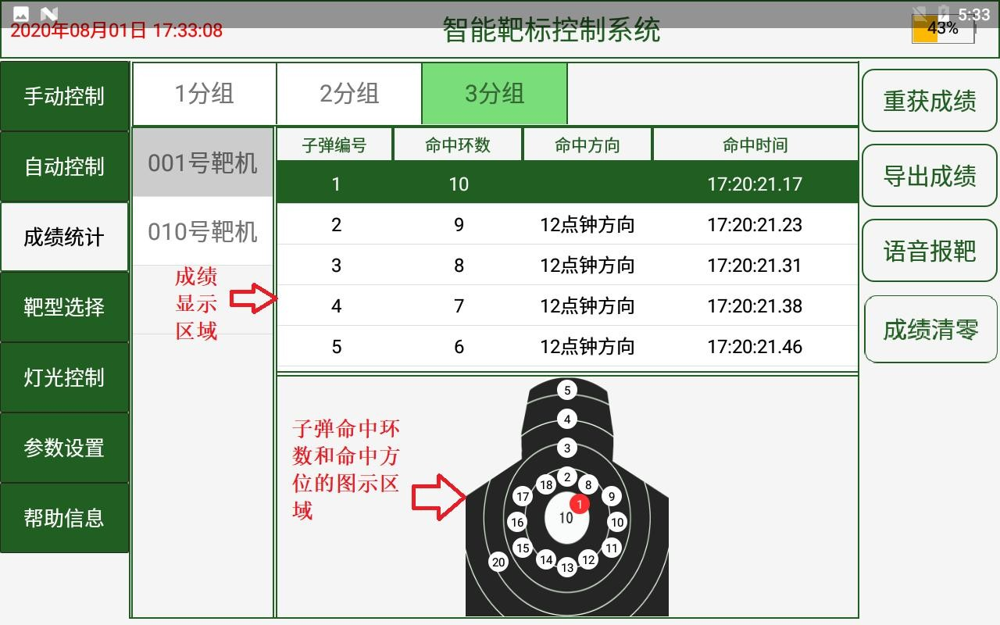 5:33
2020年08月01日 17:33:08
智能靶标控制系统
43%
手动控制
自动控制
成绩统计
靶型选择
灯光控制
参数设置
帮助信息
1分组 2分组 3分组
001号靶机
010号靶机
成绩
显示
区域
子弹编号 命中环数 命中方向 命中时间
1 10 17:20:21.17
2 9 12点钟方向 17:20:21.23
3 8 12点钟方向 17:20:21.31
4 7 12点钟方向 17:20:21.38
5 6 12点钟方向 17:20:21.46
子弹命中环
数和命中方
位的图示区
域
5
4
3
2
18 8
17 9
1
10
16 10
15 11
14 12
13
20
重获成绩
导出成绩
语音报靶
成绩清零